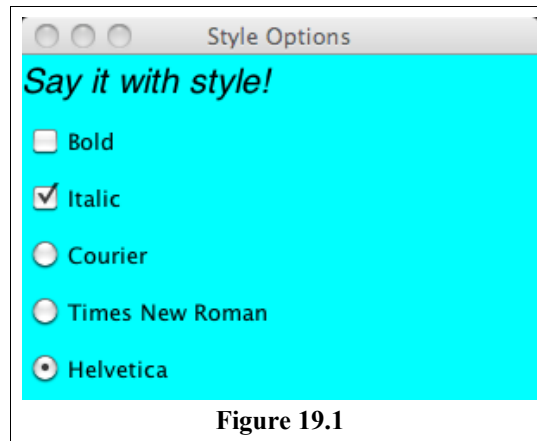 Style Options
Say it with style!
Bold
Italic
Courier
Times New Roman
Helvetica
Figure 19.1